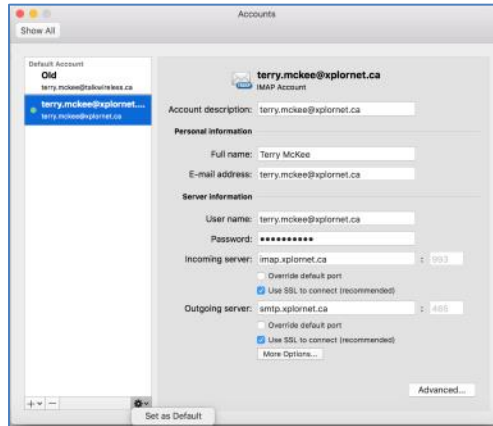 Accounts
Show All
Default Account
Old
terry.mckee@talkwireless.ca
terry.mckee@xplornet....
terry.mckee@xplornet.ca
terry.mckee@xplornet.ca
IMAP Account
Account description: terry.mckee@xplornet.ca
Personal information
Full name: Terry McKee
E-mail address: terry.mckee@xplornet.ca
Server information
User name: terry.mckee@xplornet.ca
Password: ●●●●●●●●●●
Incoming server: imap.xplornet.ca : 993
Override default port
Use SSL to connect (recommended)
Outgoing server: smtp.xplornet.ca : 465
Override default port
Use SSL to connect (recommended)
More Options...
Advanced...
Set as Default